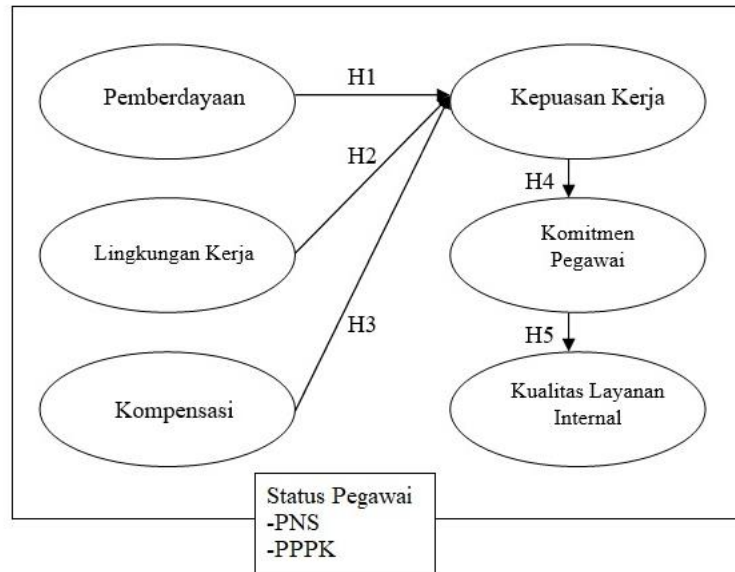 Pemberdayaan
H1
Kepuasan Kerja
H2
H4
Lingkungan Kerja
Komitmen
Pegawai
H3
H5
Kompensasi
Kualitas Layanan
Internal
Status Pegawai
-PNS
-PPPK